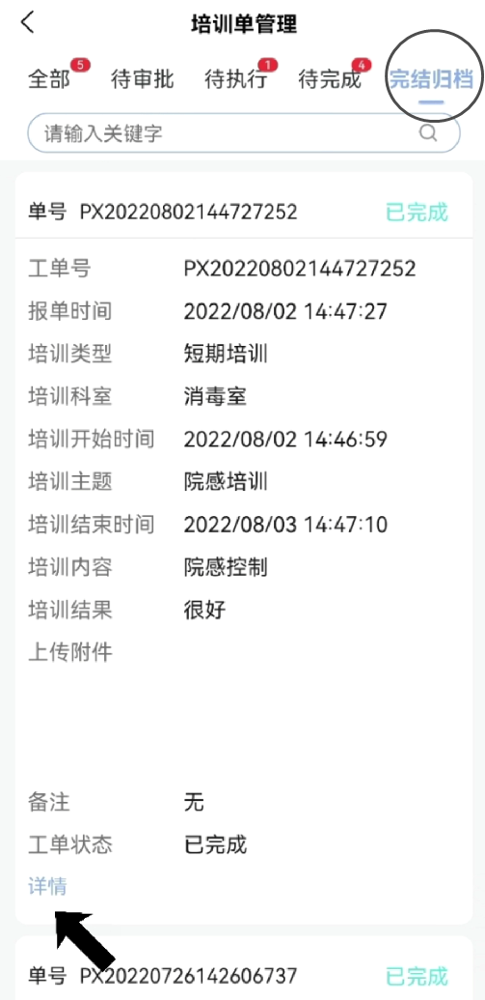 培训单管理
全部 5 待审批 待执行 1 待完成 4 完结归档
请输入关键字
单号 PX20220802144727252 已完成
工单号 PX20220802144727252
报单时间 2022/08/02 14:47:27
培训类型 短期培训
培训科室 消毒室
培训开始时间 2022/08/02 14:46:59
培训主题 院感培训
培训结束时间 2022/08/03 14:47:10
培训内容 院感控制
培训结果 很好
上传附件
备注 无
工单状态 已完成
详情
单号 PX20220726142606737 已完成